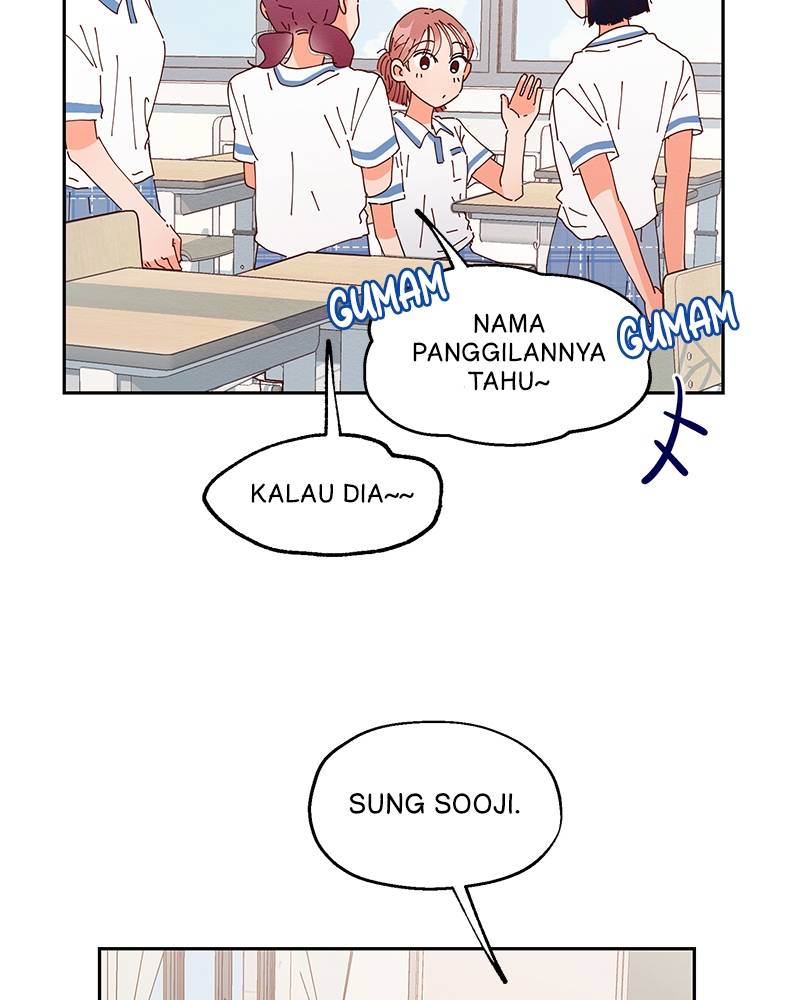 GUMAM
NAMA
PANGGILANNYA
TAHU~
GUMAM
KALAU DIA~~
SUNG SOOJI.